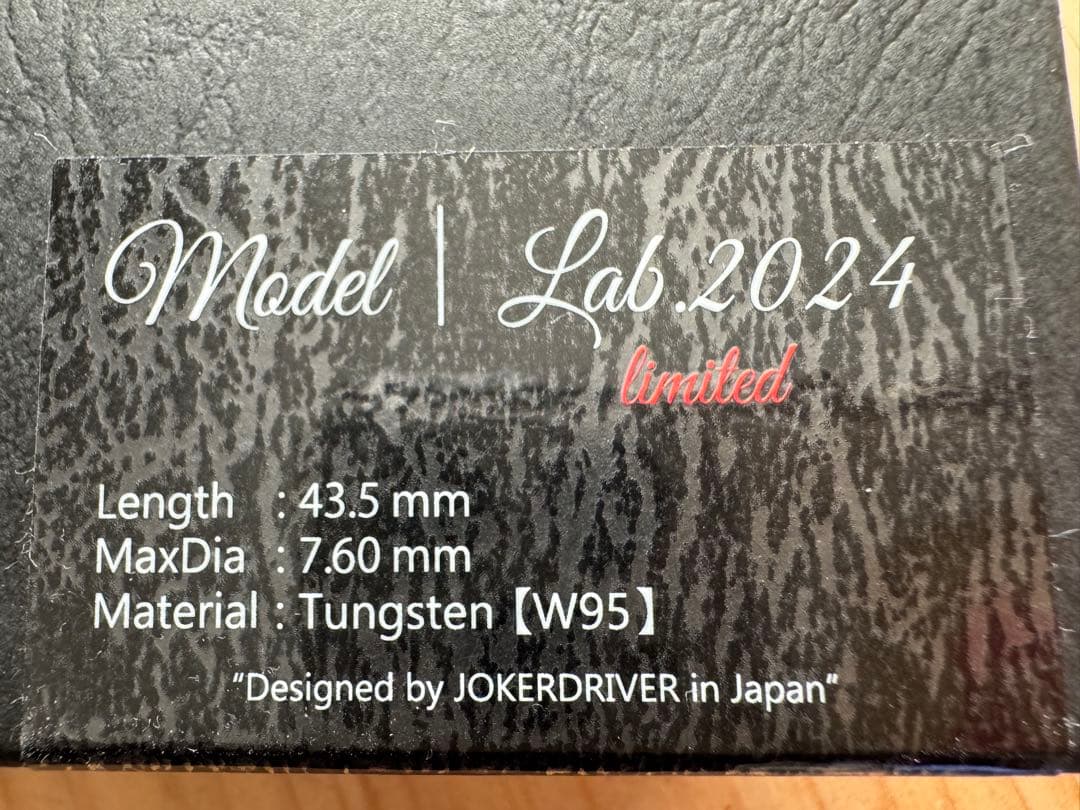 Model | Lab.2024
limited
Length : 43.5 mm
MaxDia : 7.60 mm
Material : Tungsten【W95】
“Designed by JOKERDRIVER in Japan”